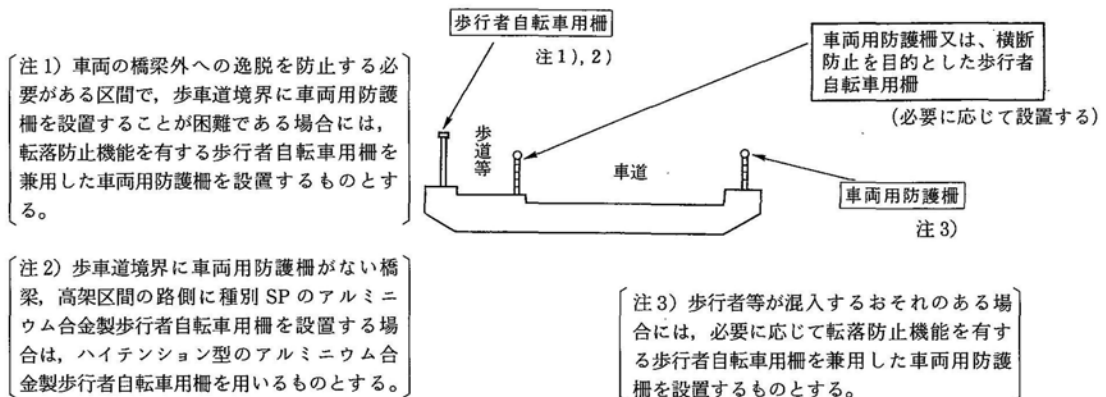 歩行者自転車用柵
注1), 2)
車両用防護柵又は、横断
防止を目的とした歩行者
自転車用柵
(必要に応じて設置する)
注1) 車両の橋梁外への逸脱を防止する必
要がある区間で，歩車道境界に車両用防護
柵を設置することが困難である場合には，
転落防止機能を有する歩行者自転車用柵を
兼用した車両用防護柵を設置するものとす
る。
歩道等
車道
車両用防護柵
注3)
注2) 歩車道境界に車両用防護柵がない橋
梁，高架区間の路側に種別 SP のアルミニ
ウム合金製歩行者自転車用柵を設置する場
合は，ハイテンション型のアルミニウム合
金製歩行者自転車用柵を用いるものとする。
注3) 歩行者等が混入するおそれのある場
合には，必要に応じて転落防止機能を有す
る歩行者自転車用柵を兼用した車両用防護
柵を設置するものとする。